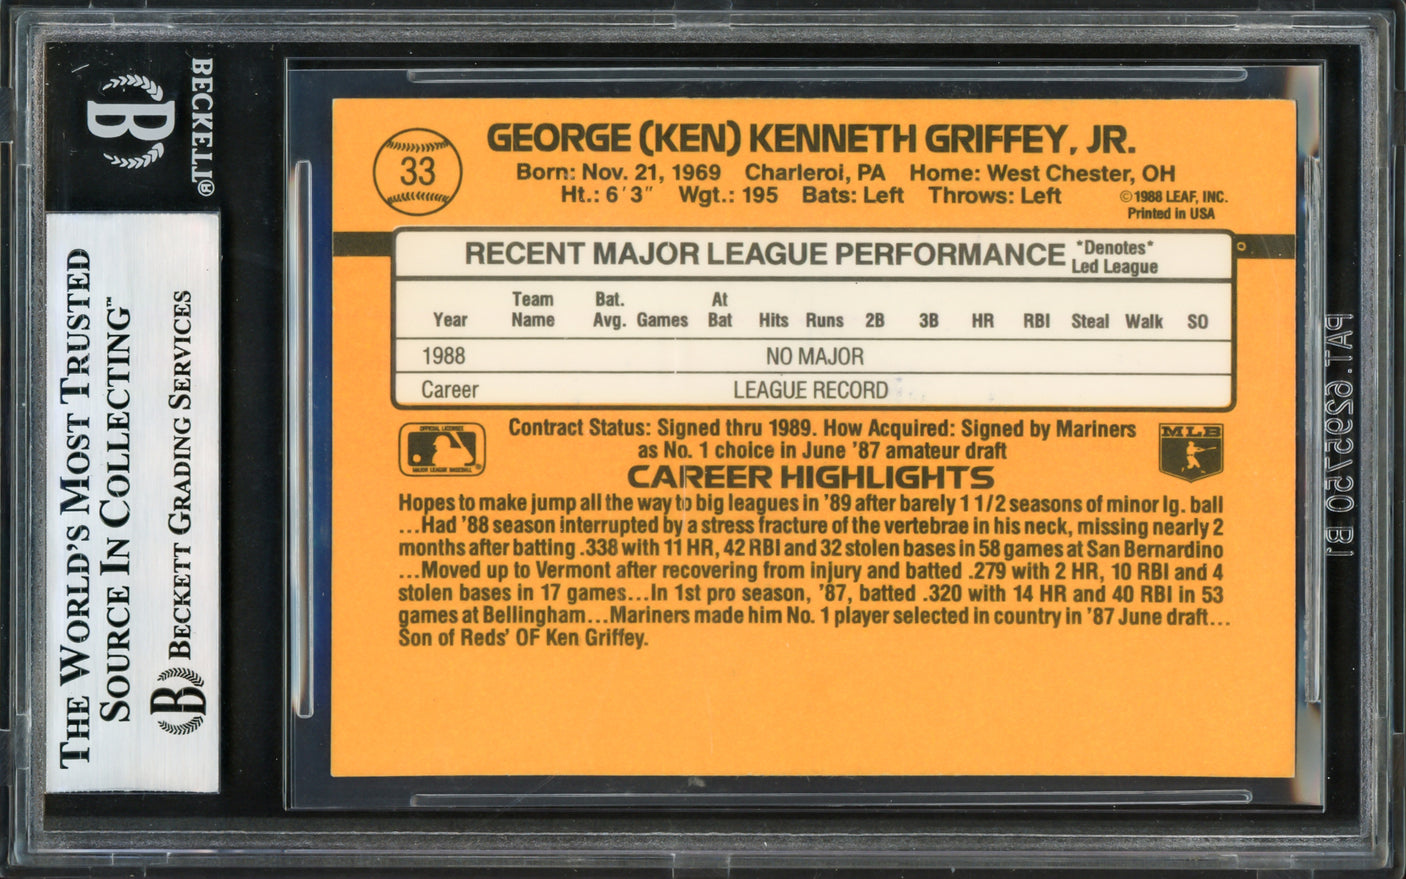 BECKETT®
B
THE WORLD'S MOST TRUSTED
SOURCE IN COLLECTING™
BECKETT GRADING SERVICES
B
33
GEORGE (KEN) KENNETH GRIFFEY, JR.
Born: Nov. 21, 1969 Charleroi, PA Home: West Chester, OH
Ht.: 6'3" Wgt.: 195 Bats: Left Throws: Left
©1988 LEAF, INC.
Printed in USA
RECENT MAJOR LEAGUE PERFORMANCE
*Denotes*
Led League
Year Team Name Bat. Avg. Games At Bat Hits Runs 2B 3B HR RBI Steal Walk SO
1988 NO MAJOR
Career LEAGUE RECORD
OFFICIAL LICENSEE
MAJOR LEAGUE BASEBALL
Contract Status: Signed thru 1989. How Acquired: Signed by Mariners
as No. 1 choice in June '87 amateur draft
MLB
CAREER HIGHLIGHTS
Hopes to make jump all the way to big leagues in '89 after barely 1 1/2 seasons of minor lg. ball
...Had '88 season interrupted by a stress fracture of the vertebrae in his neck, missing nearly 2
months after batting .338 with 11 HR, 42 RBI and 32 stolen bases in 58 games at San Bernardino
...Moved up to Vermont after recovering from injury and batted .279 with 2 HR, 10 RBI and 4
stolen bases in 17 games...In 1st pro season, '87, batted .320 with 14 HR and 40 RBI in 53
games at Bellingham...Mariners made him No. 1 player selected in country in '87 June draft...
Son of Reds' OF Ken Griffey.
PAT. 6295750 B1